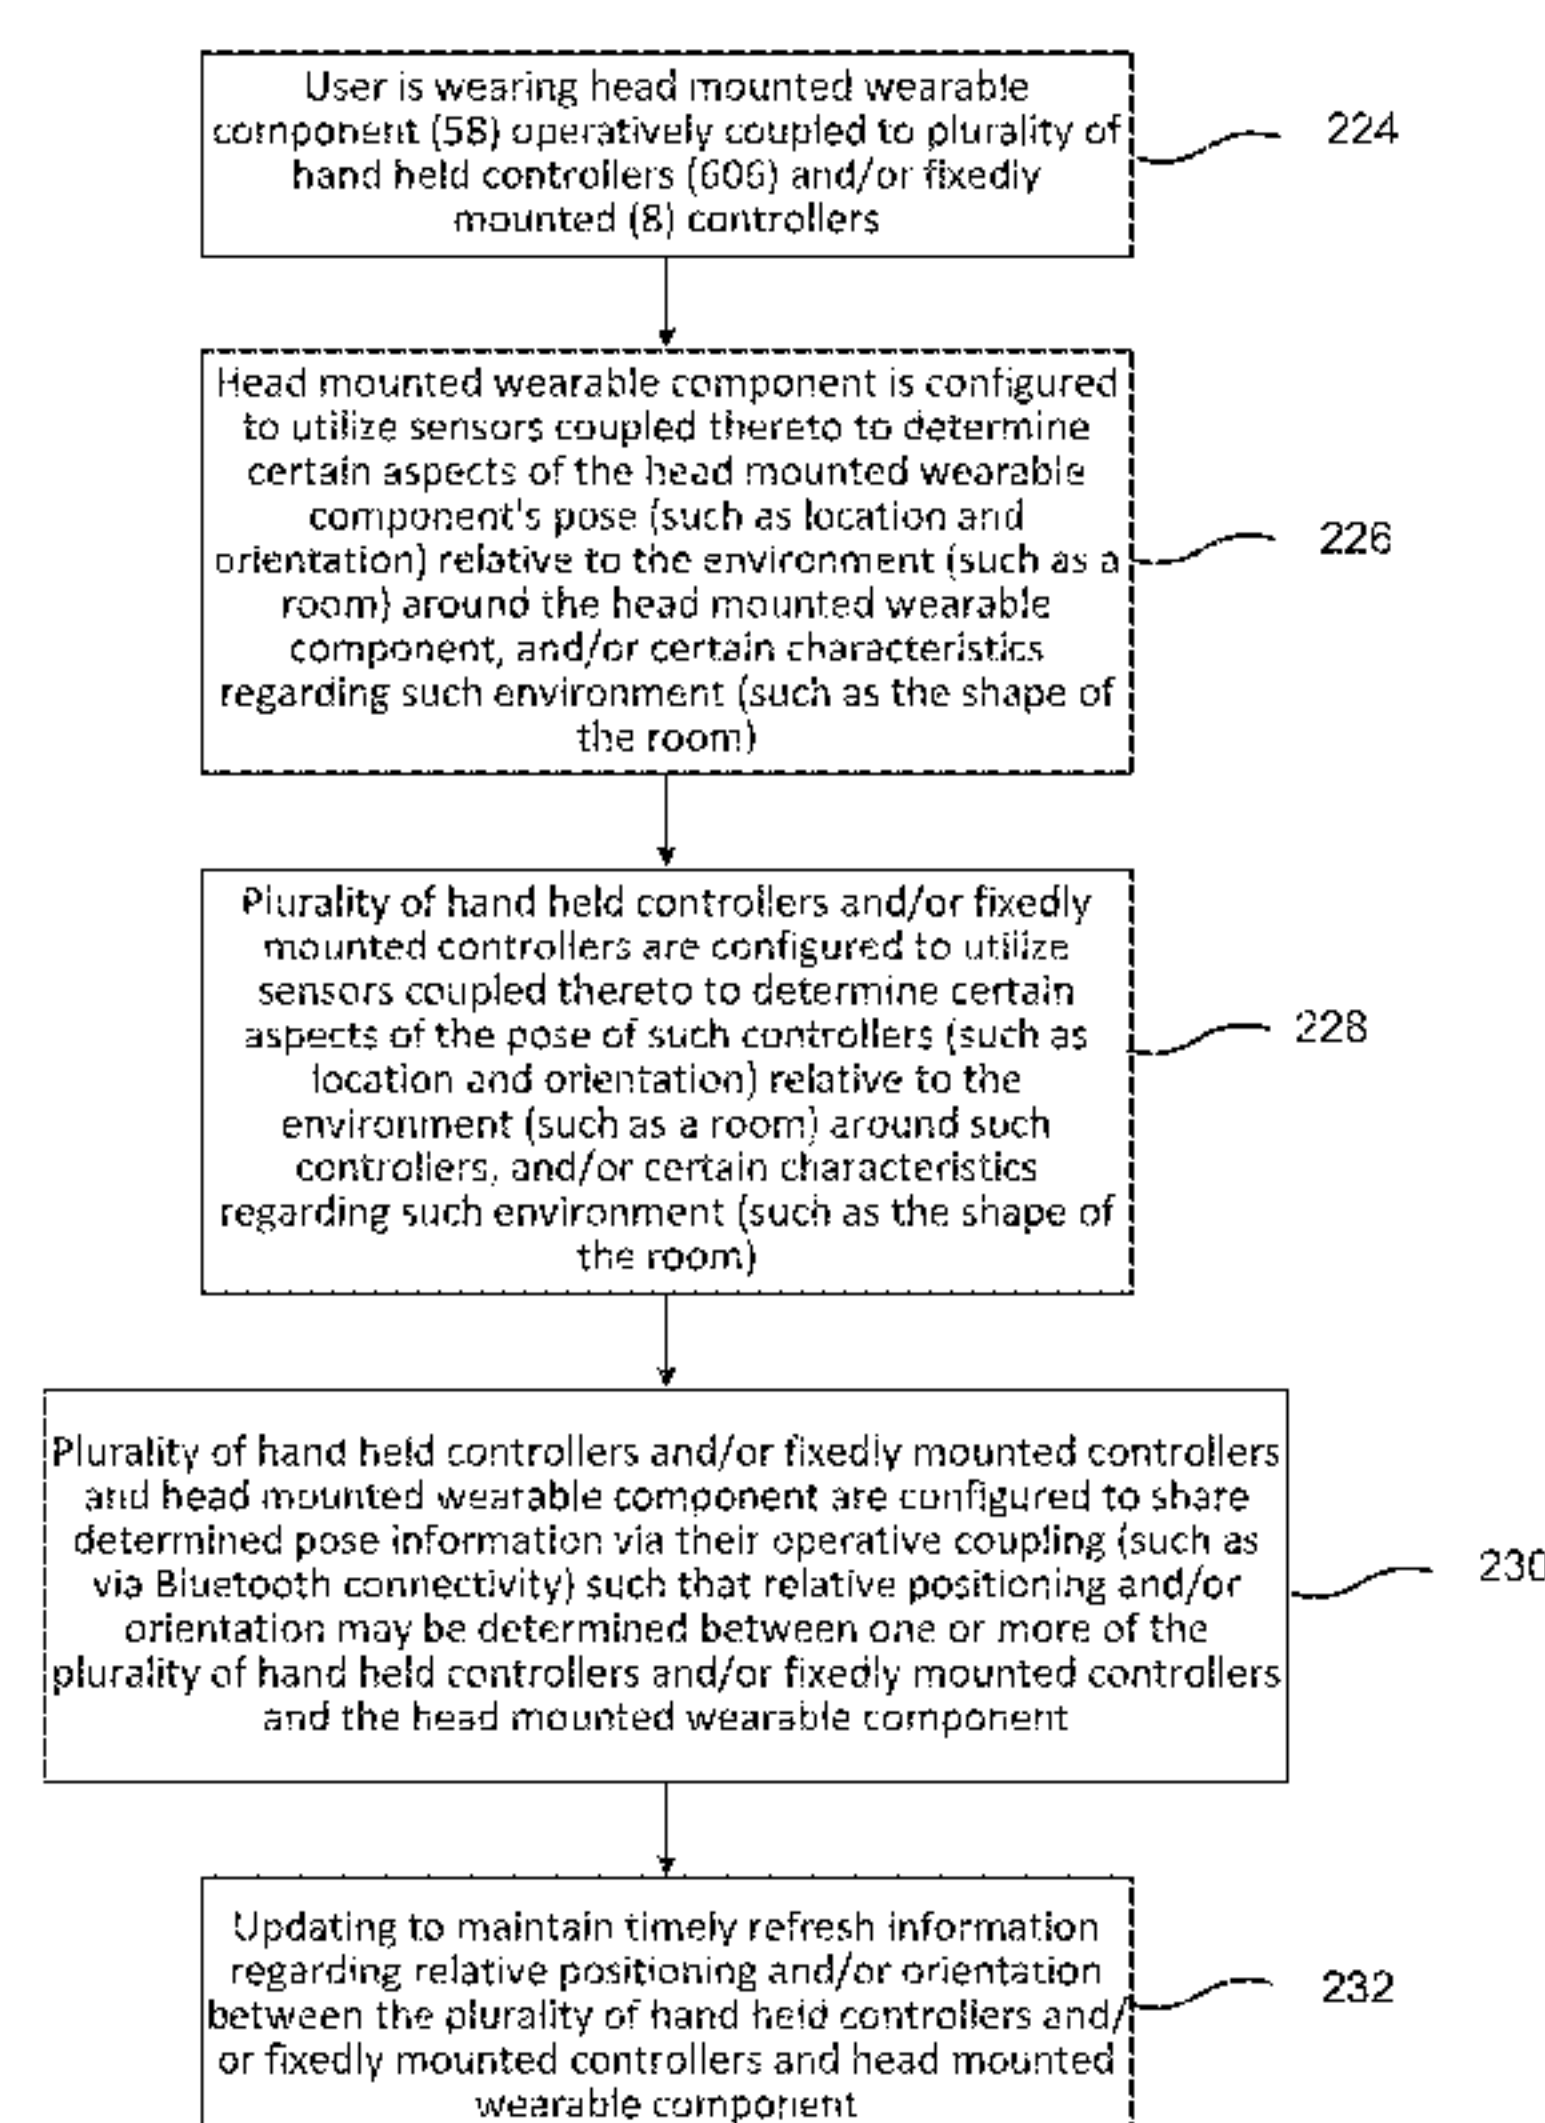 User is wearing head mounted wearable
component (58) operatively coupled to plurality of
hand held controllers (606) and/or fixedly
mounted (8) controllers
224
Head mounted wearable component is configured
to utilize sensors coupled thereto to determine
certain aspects of the head mounted wearable
component's pose (such as location and
orientation) relative to the environment (such as a
room) around the head mounted wearable
component, and/or certain characteristics
regarding such environment (such as the shape of
the room)
226
Plurality of hand held controllers and/or fixedly
mounted controllers are configured to utilize
sensors coupled thereto to determine certain
aspects of the pose of such controllers (such as
location and orientation) relative to the
environment (such as a room) around such
controllers, and/or certain characteristics
regarding such environment (such as the shape of
the room)
228
Plurality of hand held controllers and/or fixedly mounted controllers
and head mounted wearable component are configured to share
determined pose information via their operative coupling (such as
via Bluetooth connectivity) such that relative positioning and/or
orientation may be determined between one or more of the
plurality of hand held controllers and/or fixedly mounted controllers
and the head mounted wearable component
230
Updating to maintain timely refresh information
regarding relative positioning and/or orientation
between the plurality of hand held controllers and/
or fixedly mounted controllers and head mounted
wearable component
232